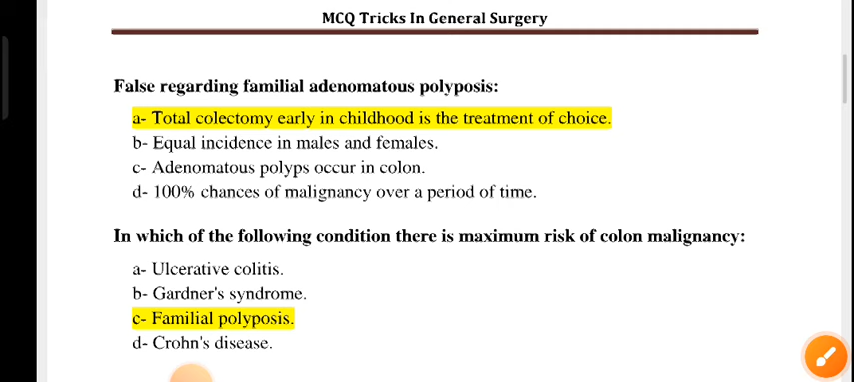 MCQ Tricks In General Surgery
False regarding familial adenomatous polyposis:
a- Total colectomy early in childhood is the treatment of choice.
b- Equal incidence in males and females.
c- Adenomatous polyps occur in colon.
d- 100% chances of malignancy over a period of time.
In which of the following condition there is maximum risk of colon malignancy:
a- Ulcerative colitis.
b- Gardner's syndrome.
c- Familial polyposis.
d- Crohn's disease.